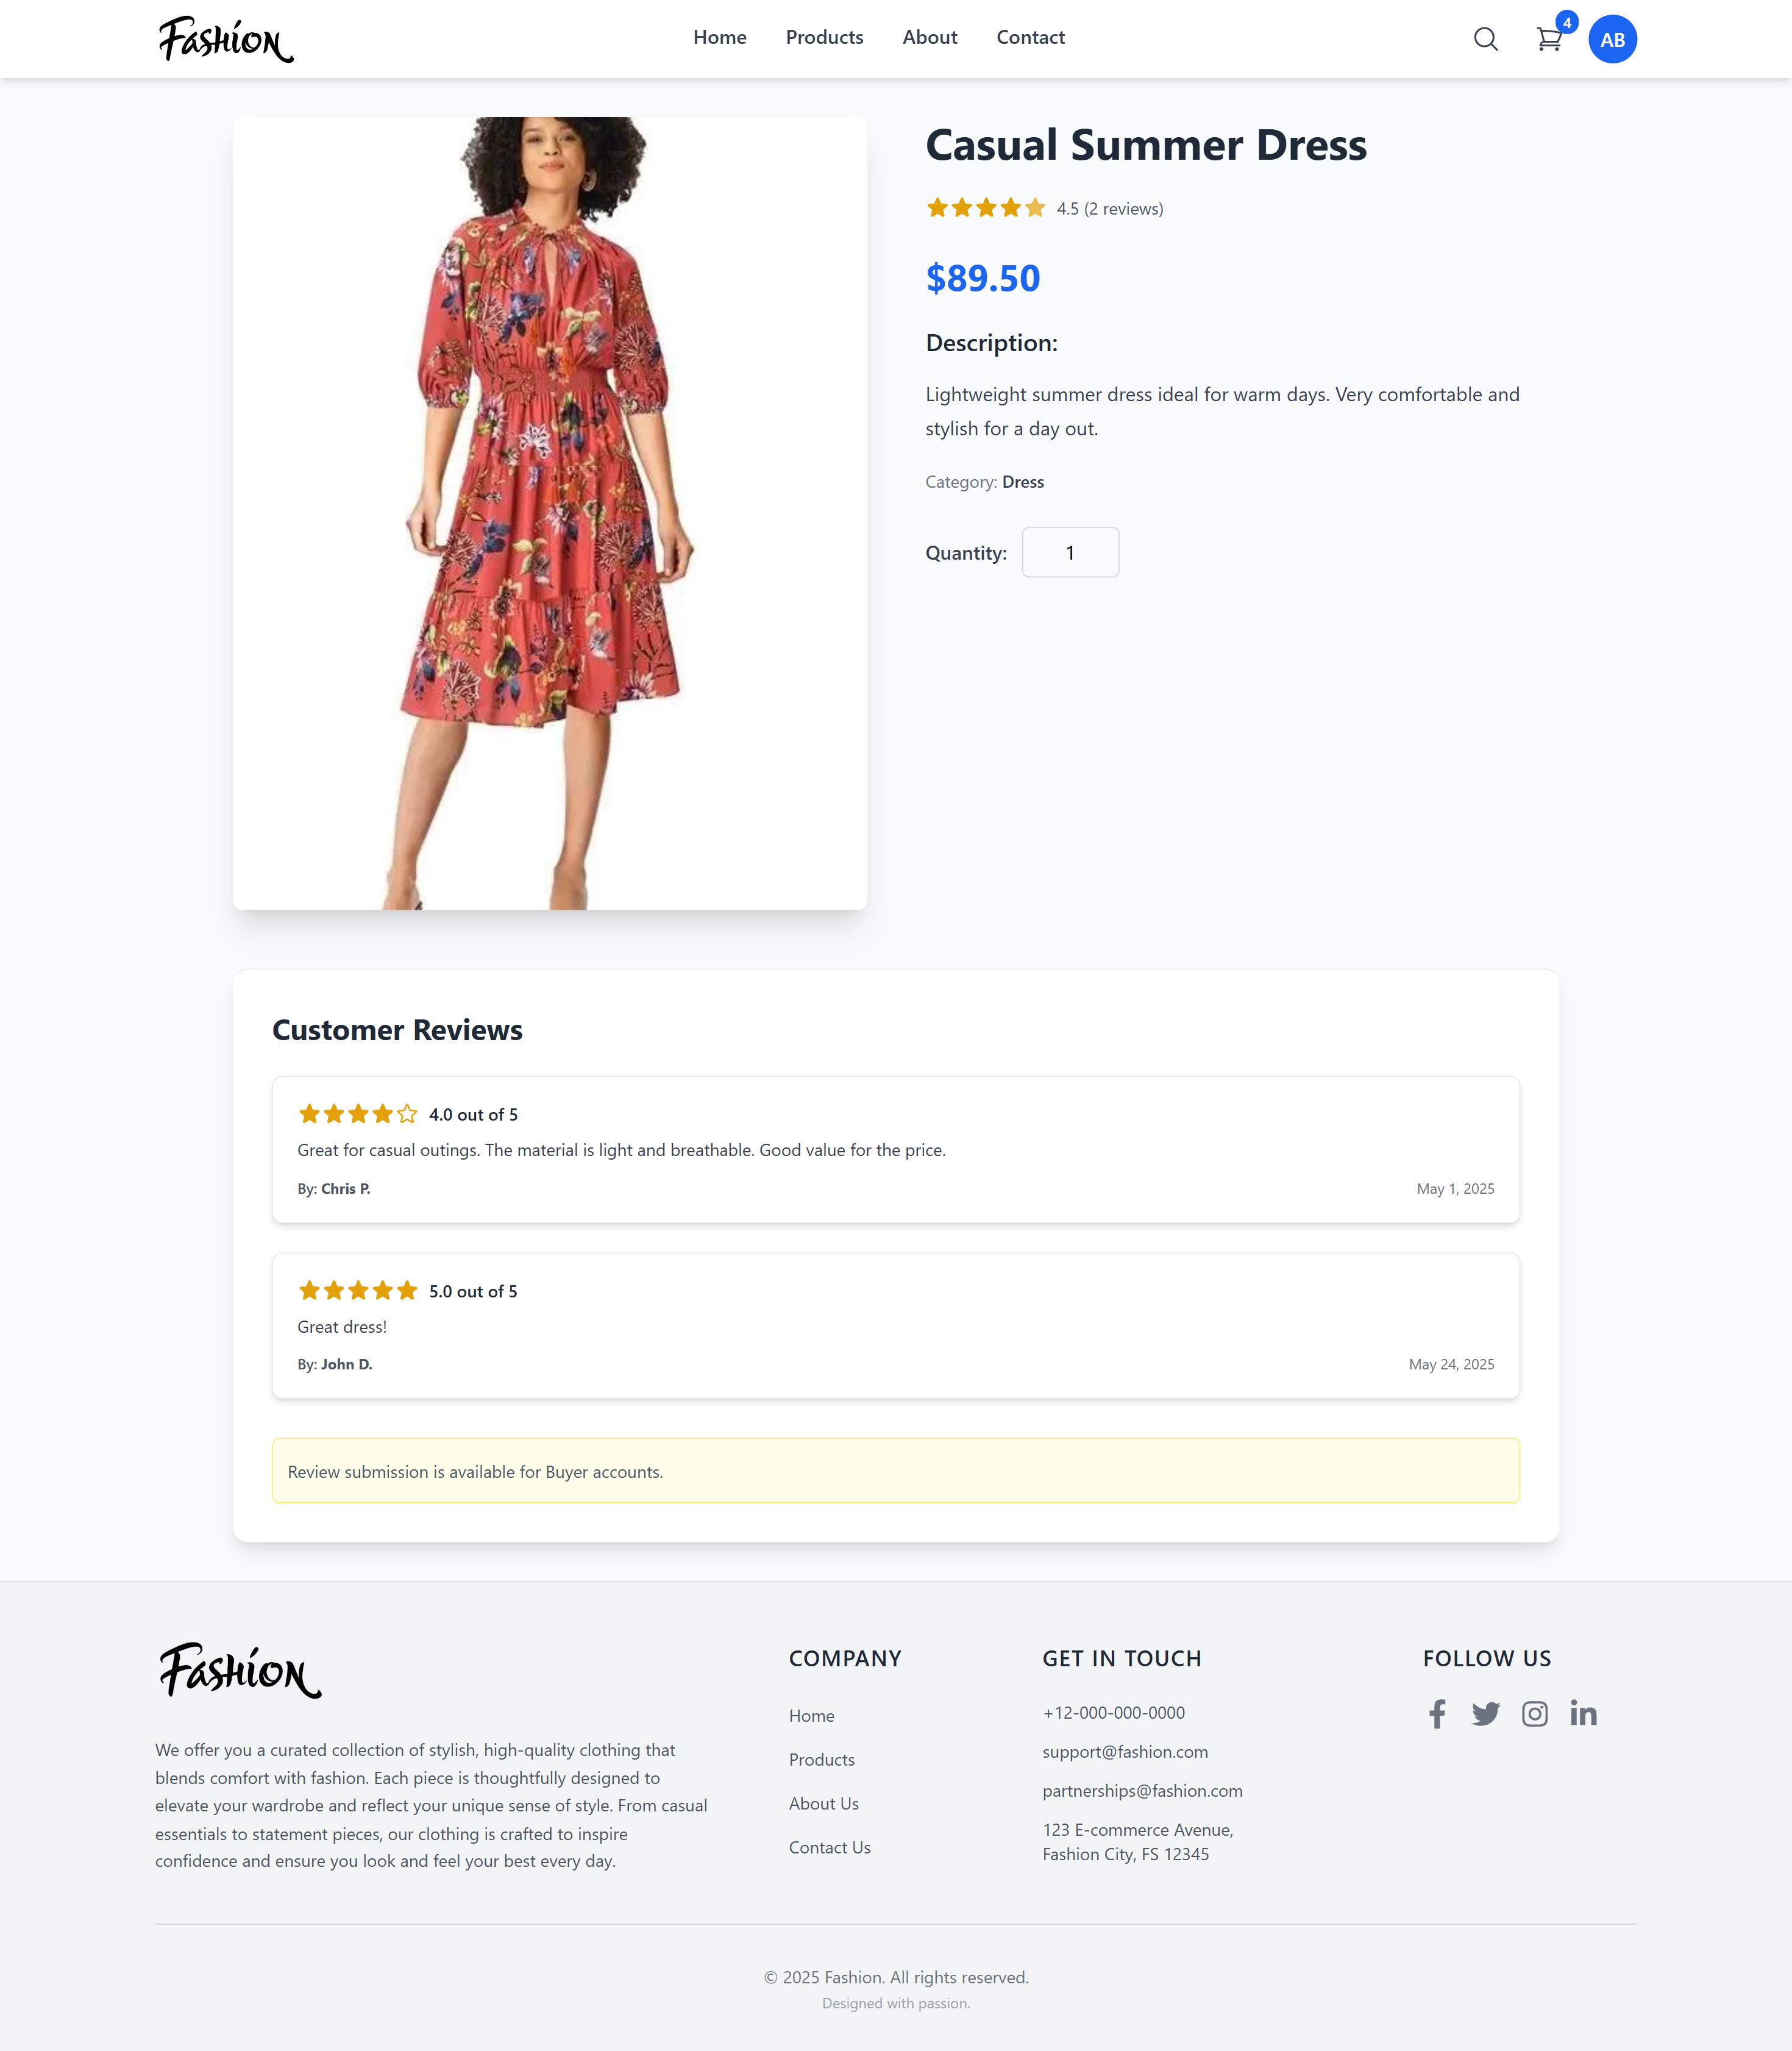 Fashion
Home
Products
About
Contact
4
AB
Casual Summer Dress
4.5 (2 reviews)
$89.50
Description:
Lightweight summer dress ideal for warm days. Very comfortable and
stylish for a day out.
Category: Dress
Quantity: 1
Customer Reviews
4.0 out of 5
Great for casual outings. The material is light and breathable. Good value for the price.
By: Chris P.
May 1, 2025
5.0 out of 5
Great dress!
By: John D.
May 24, 2025
Review submission is available for Buyer accounts.
Fashion
We offer you a curated collection of stylish, high-quality clothing that
blends comfort with fashion. Each piece is thoughtfully designed to
elevate your wardrobe and reflect your unique sense of style. From casual
essentials to statement pieces, our clothing is crafted to inspire
confidence and ensure you look and feel your best every day.
COMPANY
Home
Products
About Us
Contact Us
GET IN TOUCH
+12-000-000-0000
support@fashion.com
partnerships@fashion.com
123 E-commerce Avenue,
Fashion City, FS 12345
FOLLOW US
© 2025 Fashion. All rights reserved.
Designed with passion.